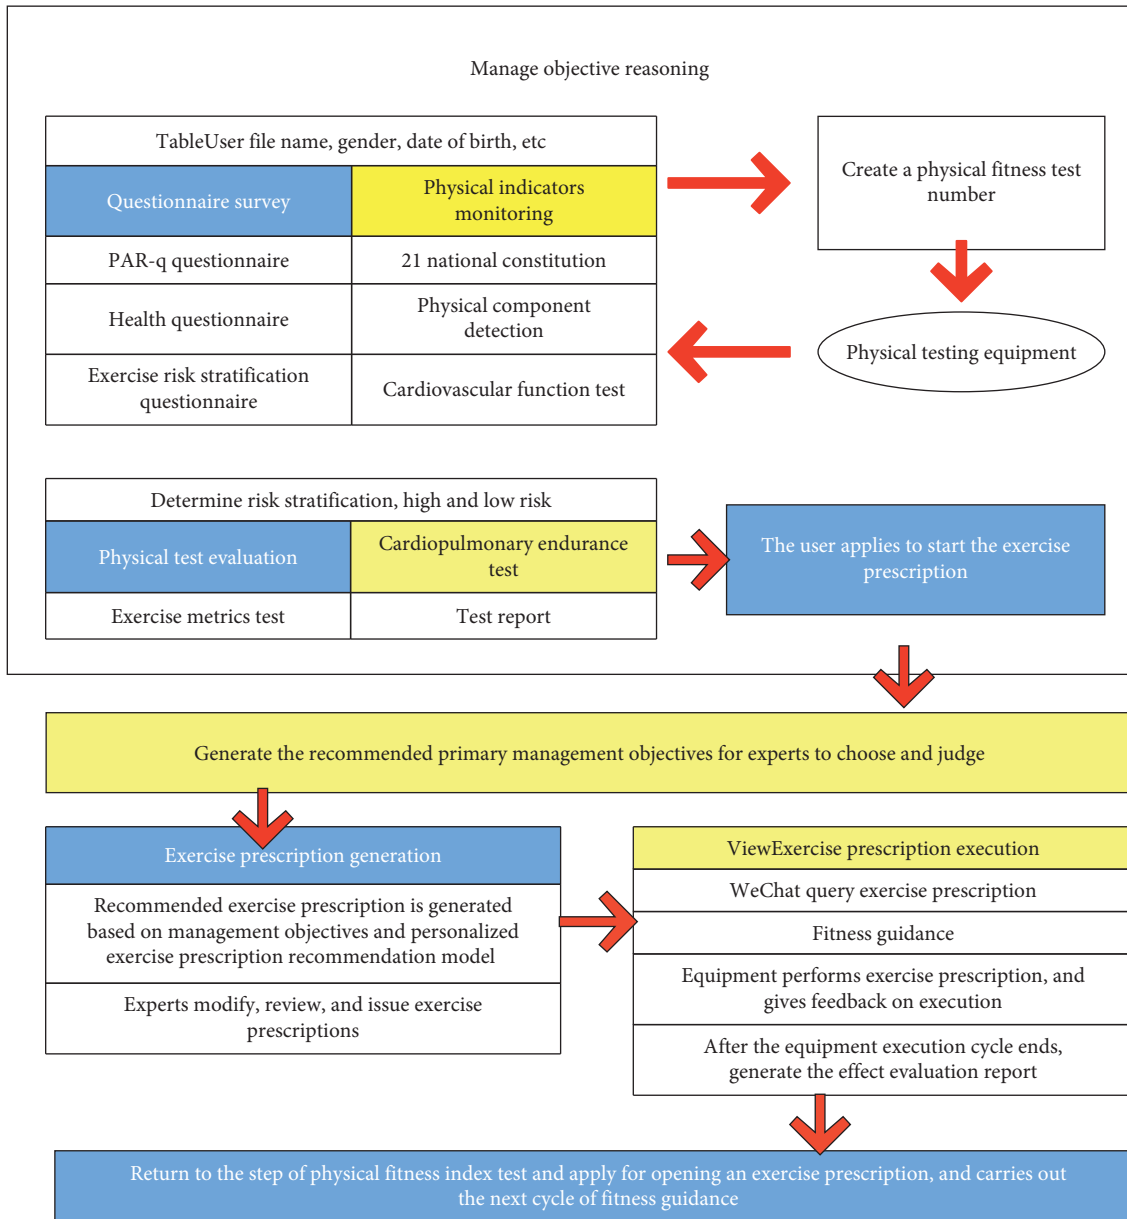 Manage objective reasoning
TableUser file name, gender, date of birth, etc
Questionnaire survey
Physical indicators
monitoring
PAR-q questionnaire
21 national constitution
Health questionnaire
Physical component
detection
Exercise risk stratification
questionnaire
Cardiovascular function test
Create a physical fitness test
number
Physical testing equipment
Determine risk stratification, high and low risk
Physical test evaluation
Cardiopulmonary endurance
test
Exercise metrics test
Test report
The user applies to start the exercise
prescription
Generate the recommended primary management objectives for experts to choose and judge
Exercise prescription generation
Recommended exercise prescription is generated
based on management objectives and personalized
exercise prescription recommendation model
Experts modify, review, and issue exercise
prescriptions
ViewExercise prescription execution
WeChat query exercise prescription
Fitness guidance
Equipment performs exercise prescription, and
gives feedback on execution
After the equipment execution cycle ends,
generate the effect evaluation report
Return to the step of physical fitness index test and apply for opening an exercise prescription, and carries out
the next cycle of fitness guidance